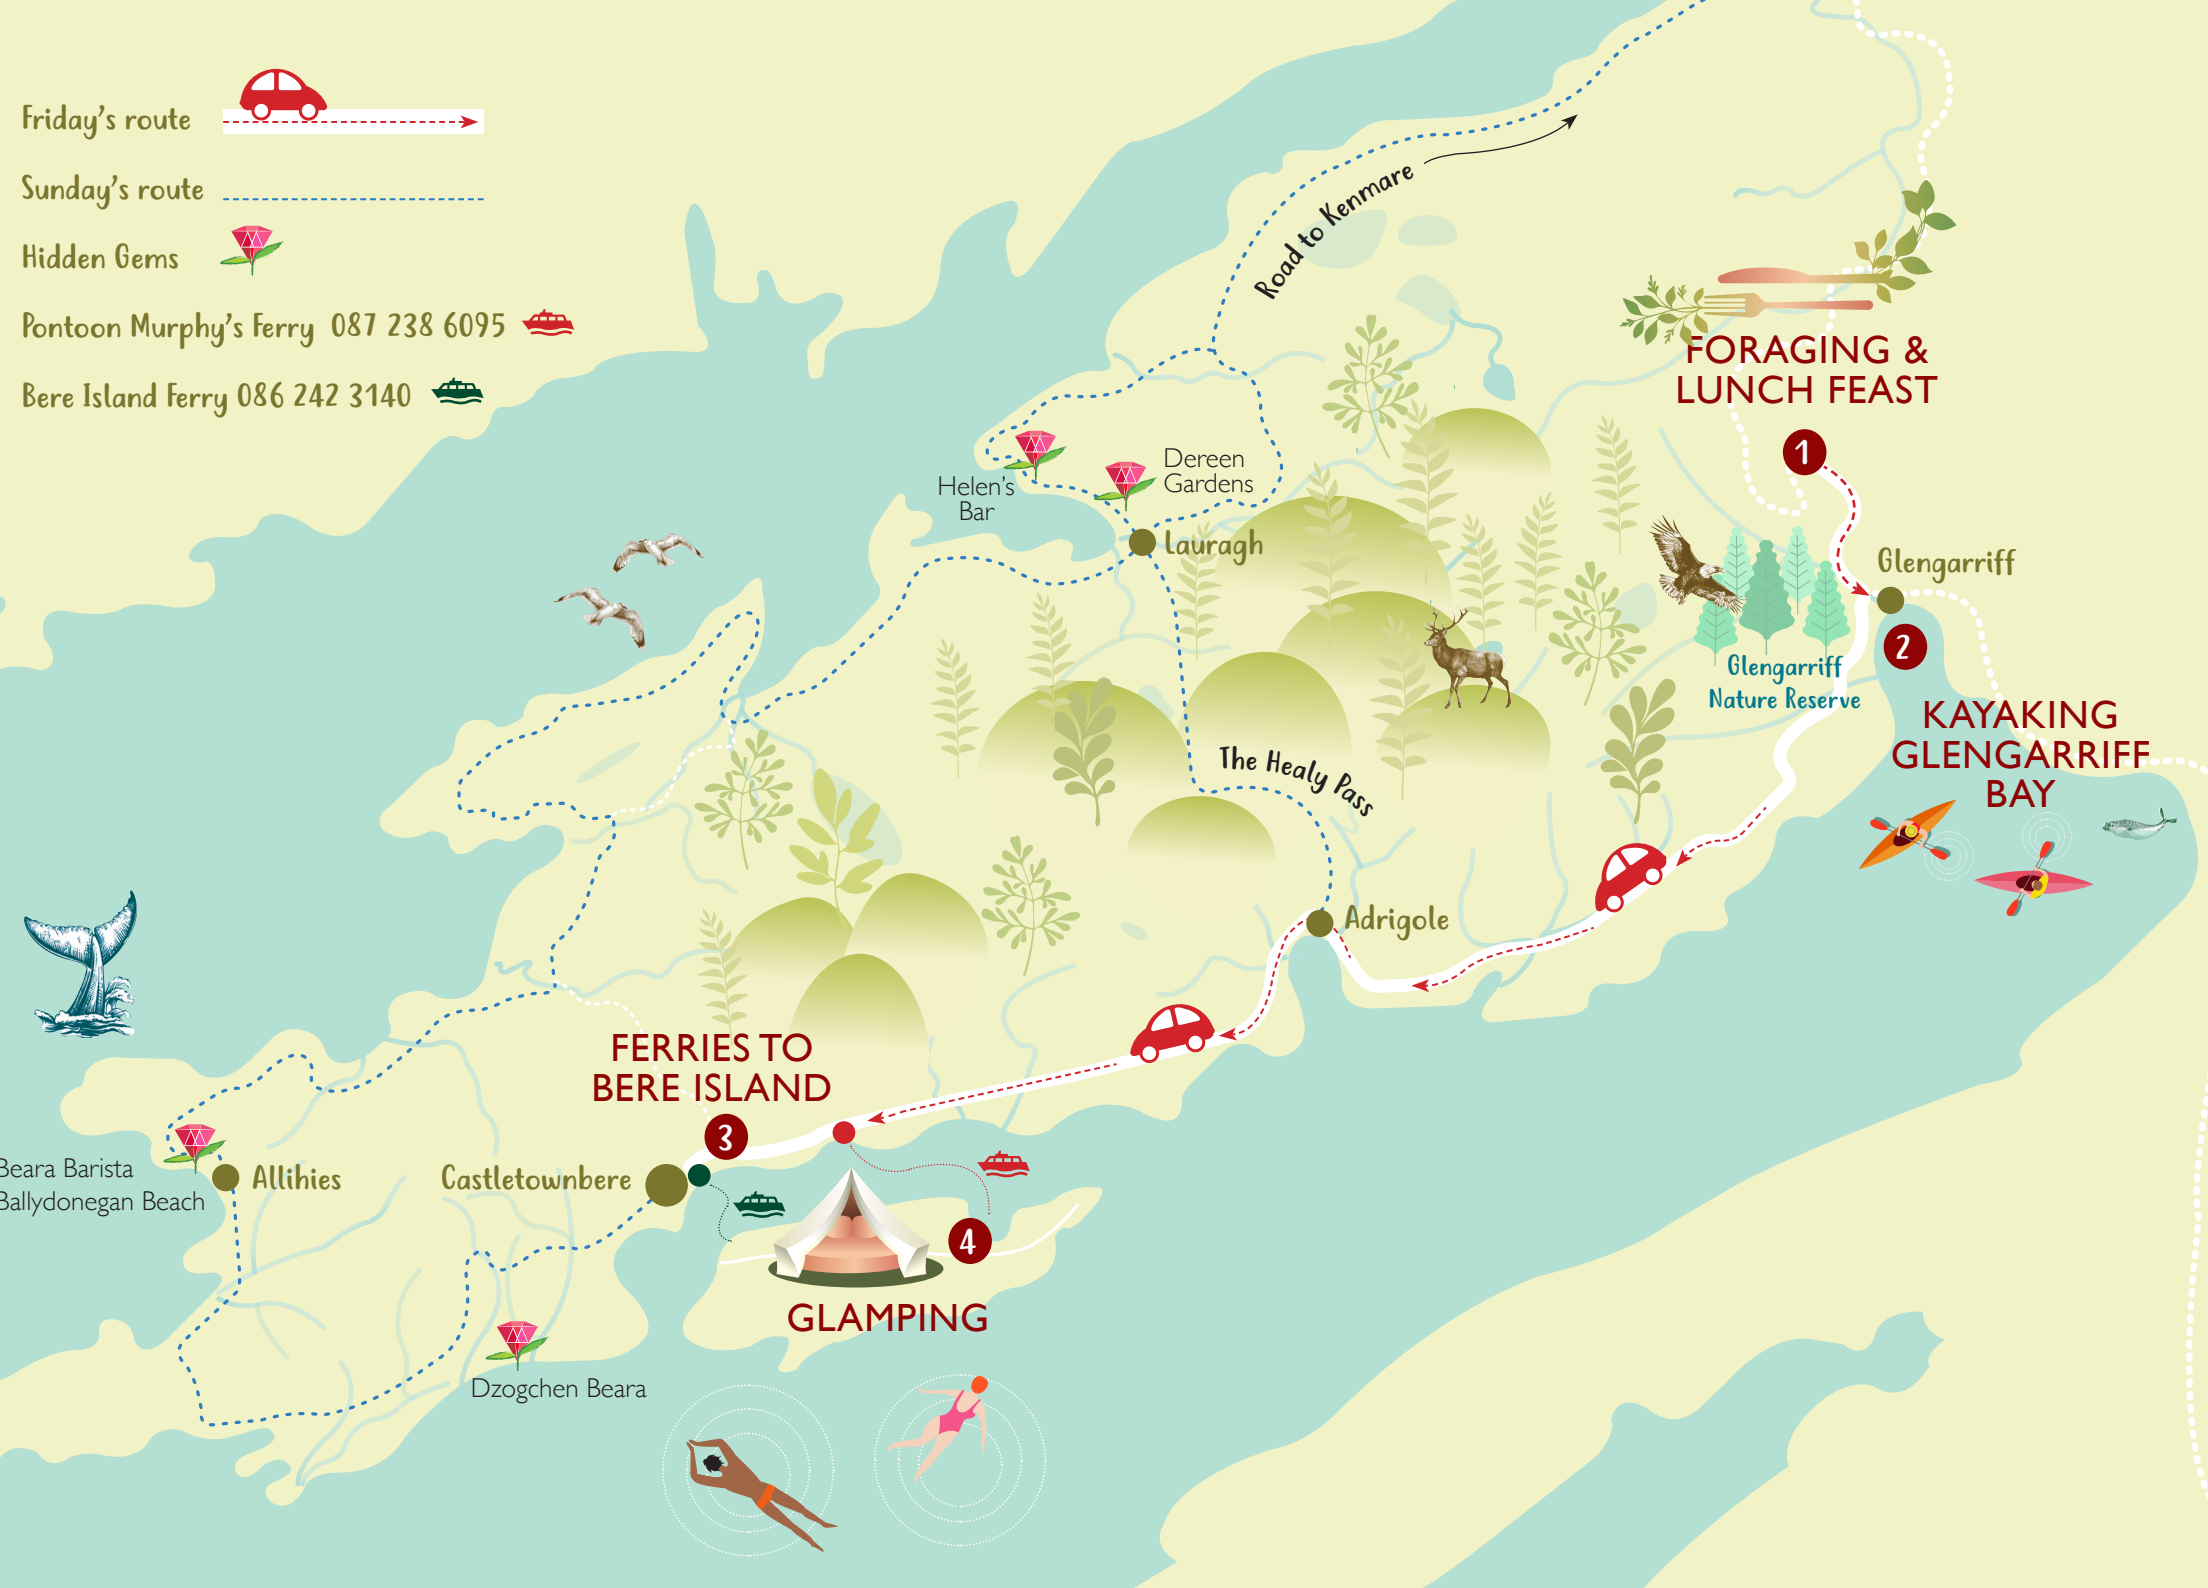 Friday's route
Sunday's route
Hidden Gems
Pontoon Murphy's Ferry 087 238 6095
Bere Island Ferry 086 242 3140
Road to Kenmare
FORAGING &
LUNCH FEAST
1
Helen's
Bar
Dereen
Gardens
Lauragh
Glengarriff
2
Glengarriff
Nature Reserve
KAYAKING
GLENGARRIFF
BAY
The Healy Pass
Adrigole
FERRIES TO
BERE ISLAND
3
Beara Barista
Ballydonegan Beach
Allihies
Castletownbere
4
GLAMPING
Dzogchen Beara